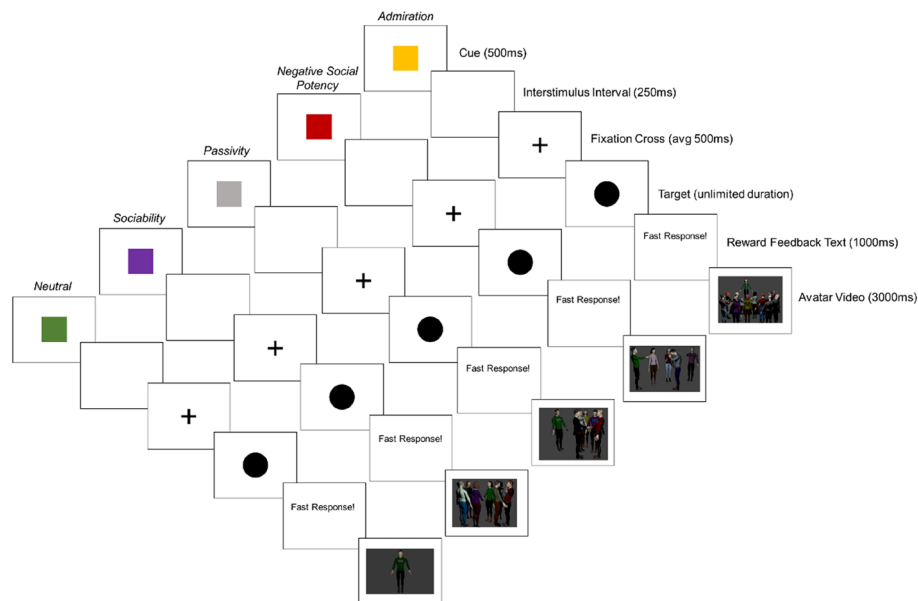 Admiration
Cue (500ms)
Negative Social
Potency
Interstimulus Interval (250ms)
Fixation Cross (avg 500ms)
Passivity
Target (unlimited duration)
Sociability
Fast Response!
Reward Feedback Text (1000ms)
Neutral
Avatar Video (3000ms)
Fast Response!
Fast Response!
Fast Response!
Fast Response!